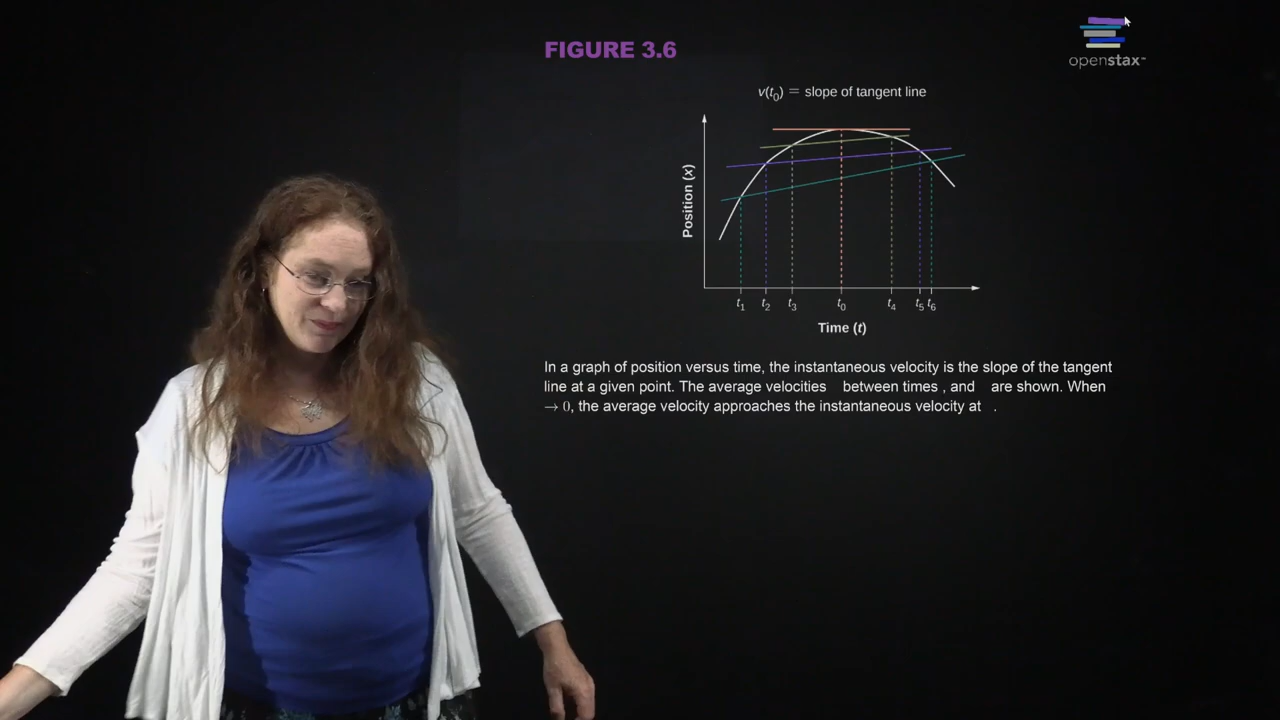 FIGURE 3.6
openstax™
v(t₀) = slope of tangent line
Position (x)
t₁ t₂ t₃ t₀ t₄ t₅ t₆
Time (t)
In a graph of position versus time, the instantaneous velocity is the slope of the tangent
line at a given point. The average velocities between times , and are shown. When
→ 0, the average velocity approaches the instantaneous velocity at .